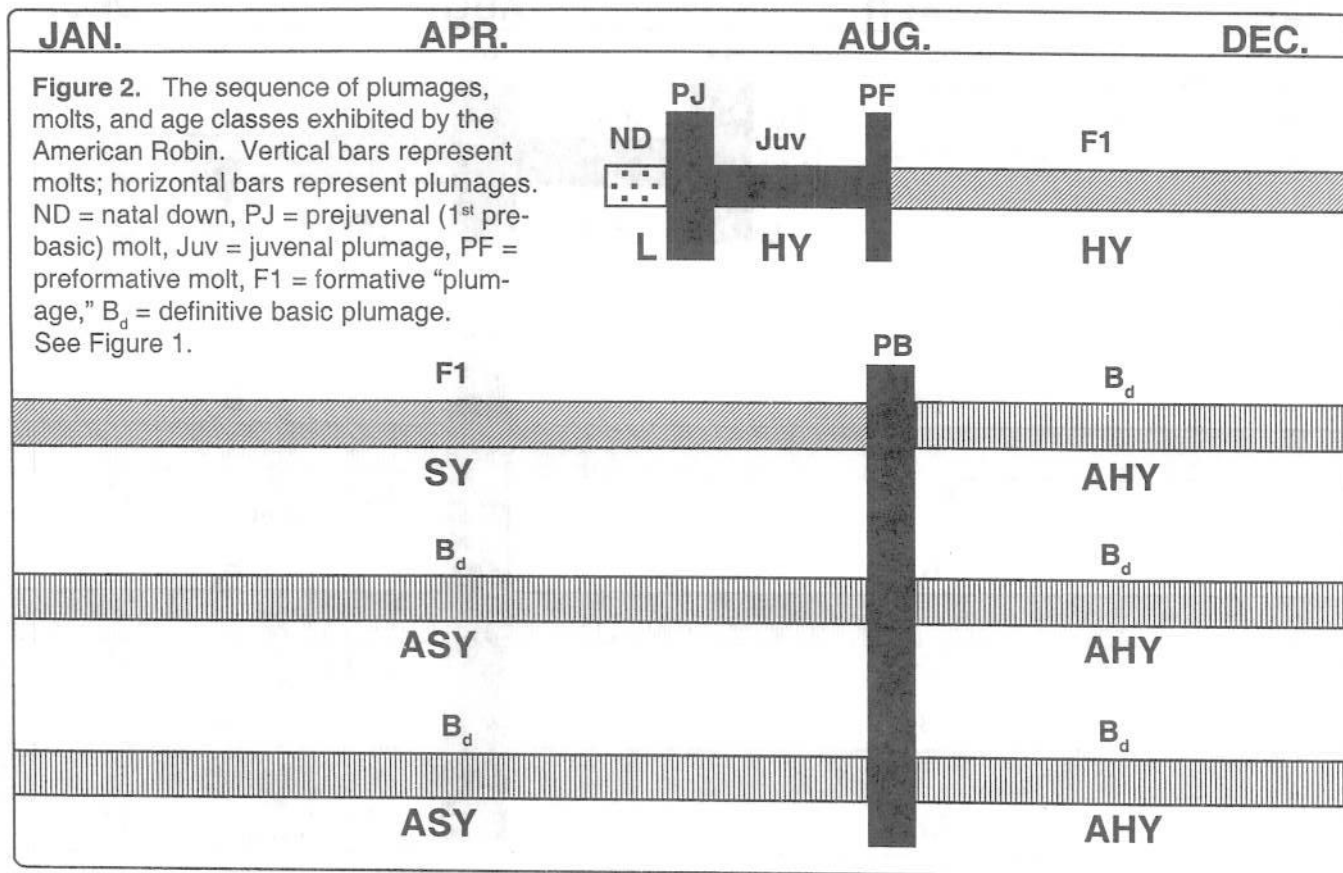 JAN. APR. AUG. DEC.
Figure 2. The sequence of plumages,
molts, and age classes exhibited by the
American Robin. Vertical bars represent
molts; horizontal bars represent plumages.
ND = natal down, PJ = prejuvenal (1st pre-
basic) molt, Juv = juvenal plumage, PF =
preformative molt, F1 = formative “plum-
age,” Bd = definitive basic plumage.
See Figure 1.
PJ PF
ND Juv F1
L HY HY
PB
F1 Bd
SY AHY
Bd Bd
ASY AHY
Bd Bd
ASY AHY